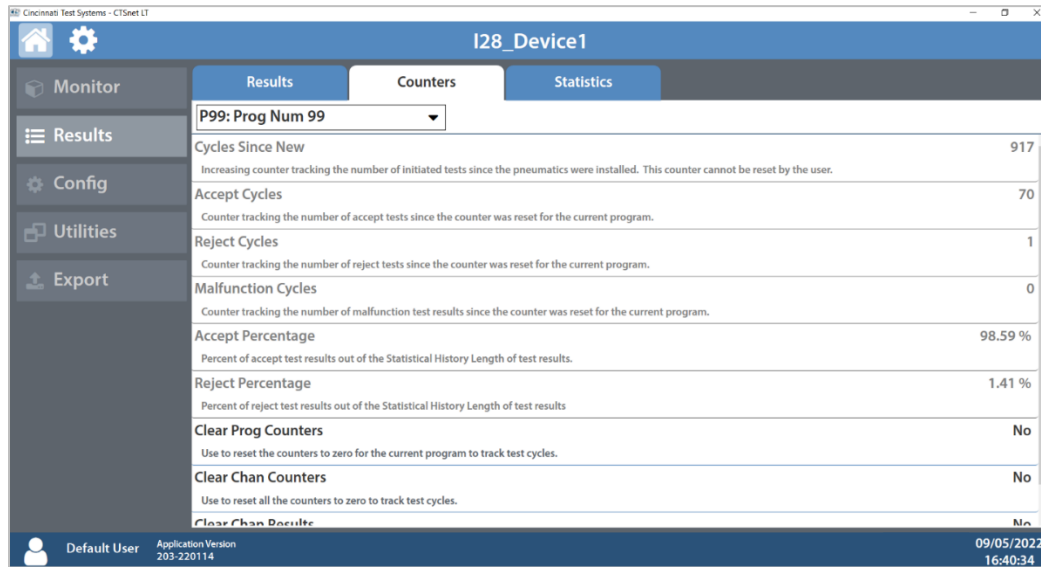 Cincinnati Test Systems - CTSnet LT
I28_Device1
Monitor
Results
Config
Utilities
Export
Results Counters Statistics
P99: Prog Num 99
Cycles Since New 917
Increasing counter tracking the number of initiated tests since the pneumatics were installed. This counter cannot be reset by the user.
Accept Cycles 70
Counter tracking the number of accept tests since the counter was reset for the current program.
Reject Cycles 1
Counter tracking the number of reject tests since the counter was reset for the current program.
Malfunction Cycles 0
Counter tracking the number of malfunction test results since the counter was reset for the current program.
Accept Percentage 98.59 %
Percent of accept test results out of the Statistical History Length of test results.
Reject Percentage 1.41 %
Percent of reject test results out of the Statistical History Length of test results
Clear Prog Counters No
Use to reset the counters to zero for the current program to track test cycles.
Clear Chan Counters No
Use to reset all the counters to zero to track test cycles.
Clear Chan Results No
Default User
Application Version
203-220114
09/05/2022
16:40:34